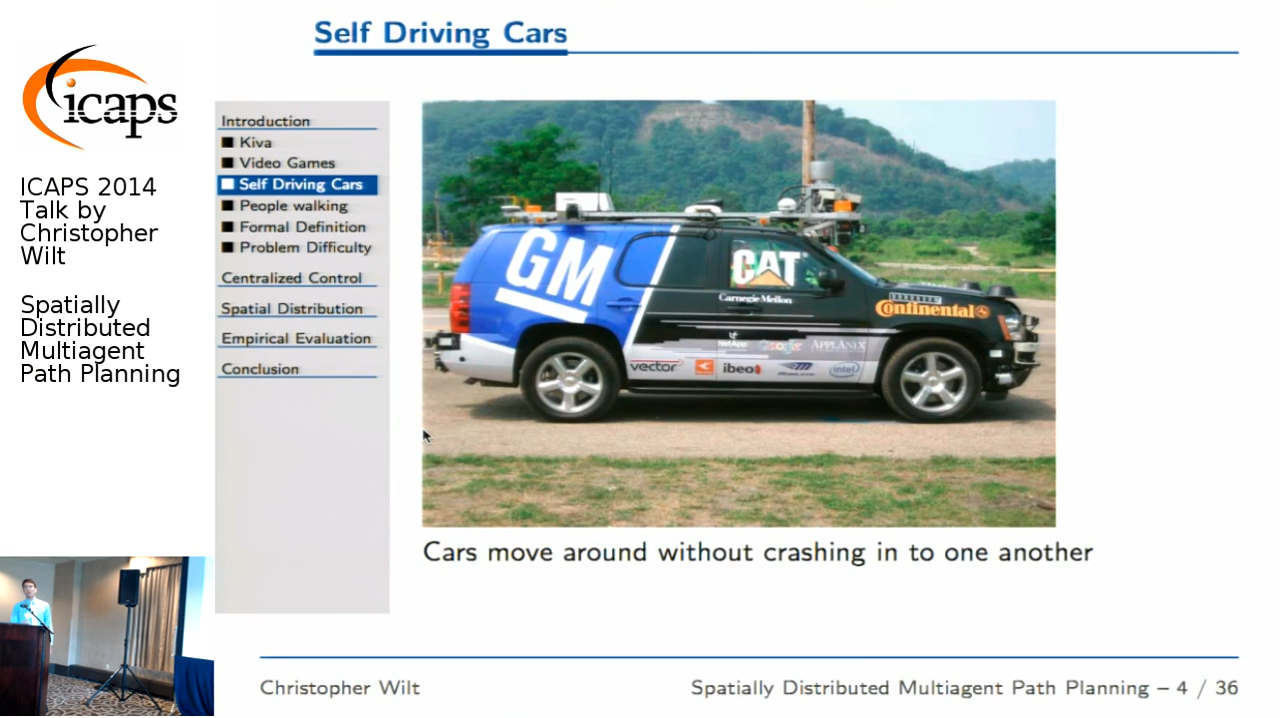 Self Driving Cars
icaps
ICAPS 2014
Talk by
Christopher
Wilt
Spatially
Distributed
Multiagent
Path Planning
Introduction
Kiva
Video Games
Self Driving Cars
People walking
Formal Definition
Problem Difficulty
Centralized Control
Spatial Distribution
Empirical Evaluation
Conclusion
GM
CAT
Carnegie Mellon
Continental
NetApp Google APPLANIX
vector ibeo intel
Cars move around without crashing in to one another
Christopher Wilt
Spatially Distributed Multiagent Path Planning – 4 / 36